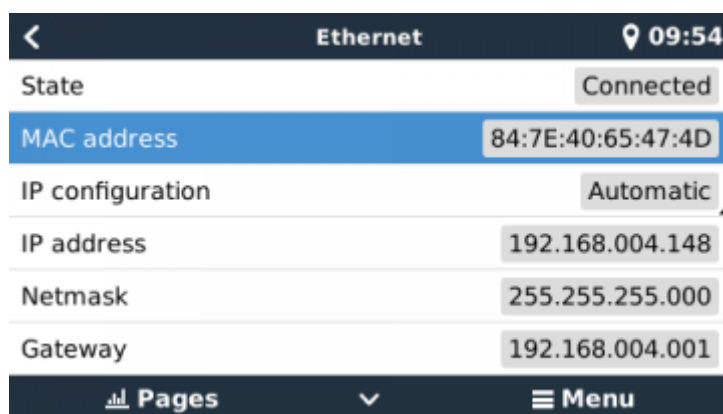 Ethernet 09:54
State Connected
MAC address 84:7E:40:65:47:4D
IP configuration Automatic
IP address 192.168.004.148
Netmask 255.255.255.000
Gateway 192.168.004.001
Pages Menu